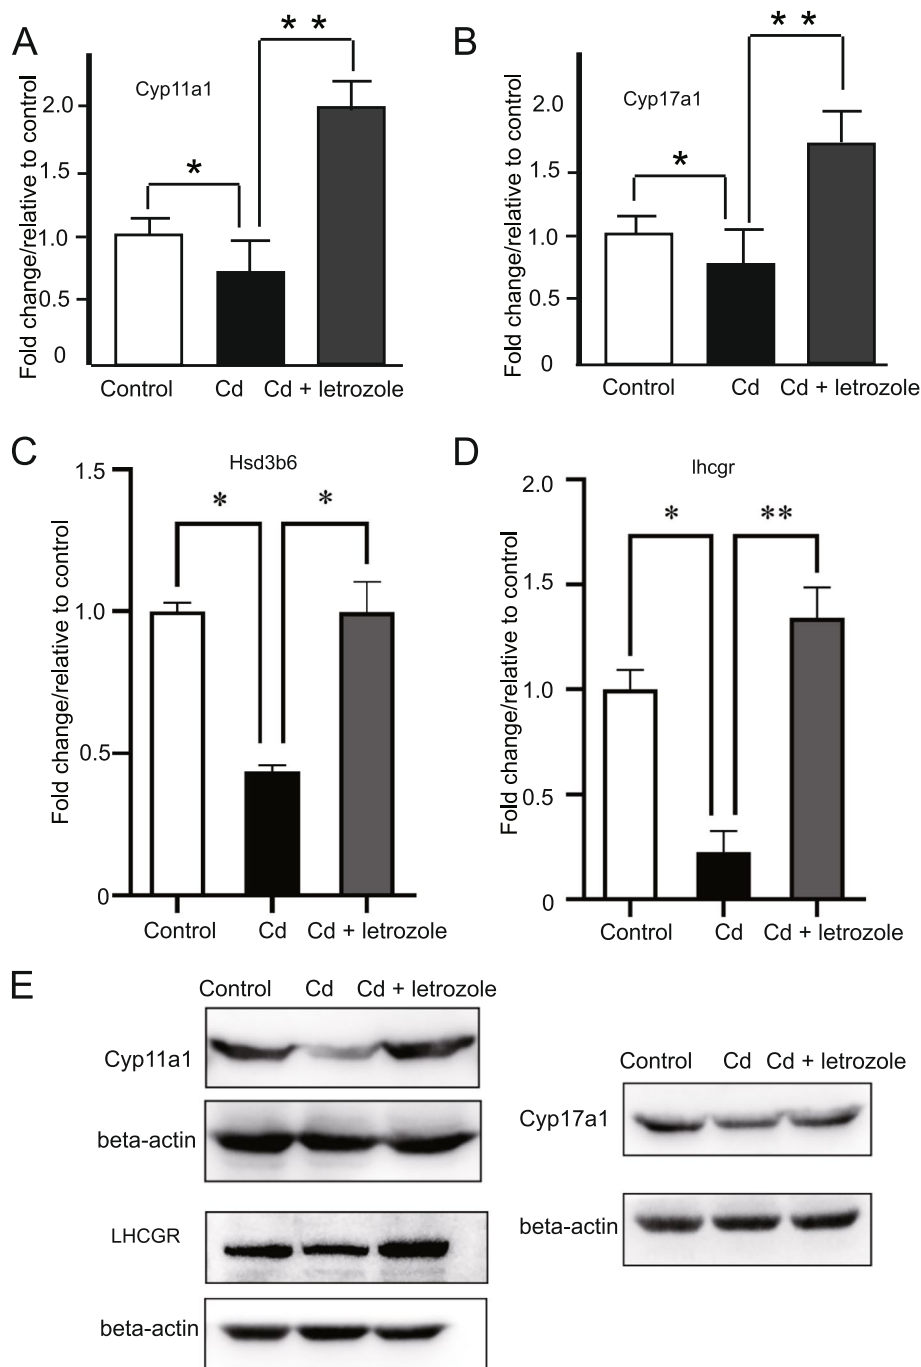 A
Cyp11a1
* *
*
Fold change/relative to control
2.0
1.5
1.0
0.5
0
Control Cd Cd + letrozole
B
Cyp17a1
* *
*
Fold change/relative to control
2.0
1.5
1.0
0.5
0
Control Cd Cd + letrozole
C
Hsd3b6
* *
Fold change/relative to control
1.5
1.0
0.5
0
Control Cd Cd + letrozole
D
lhcgr
* **
Fold change/relative to control
2.0
1.5
1.0
0.5
0
Control Cd Cd + letrozole
E
Control Cd Cd + letrozole
Cyp11a1
beta-actin
LHCGR
beta-actin
Control Cd Cd + letrozole
Cyp17a1
beta-actin